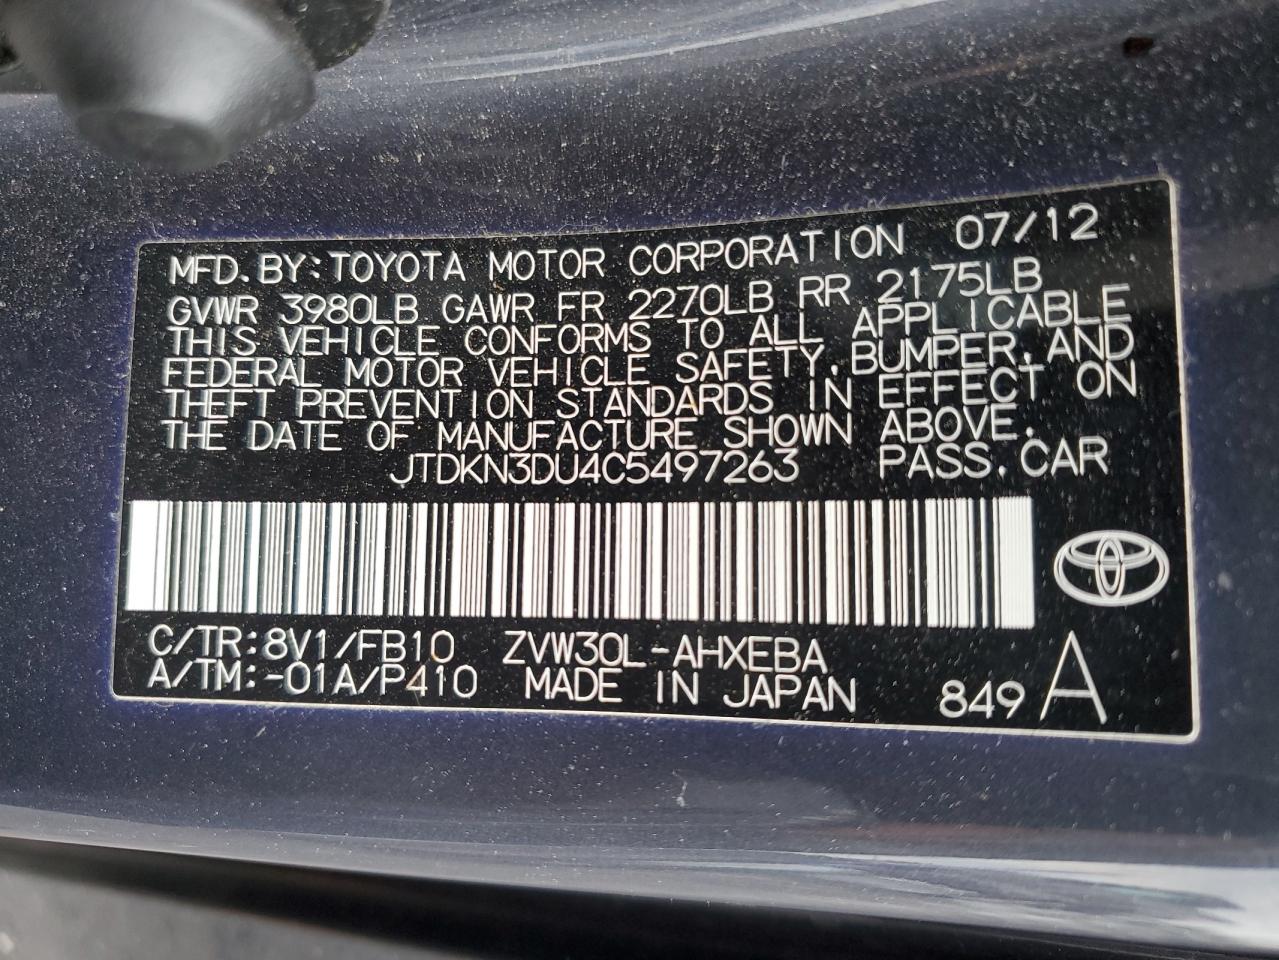 MFD.BY:TOYOTA MOTOR CORPORATION 07/12
GVWR 3980LB GAWR FR 2270LB RR 2175LB
THIS VEHICLE CONFORMS TO ALL APPLICABLE
FEDERAL MOTOR VEHICLE SAFETY,BUMPER,AND
THEFT PREVENTION STANDARDS IN EFFECT ON
THE DATE OF MANUFACTURE SHOWN ABOVE.
JTDKN3DU4C5497263 PASS.CAR
C/TR:8V1/FB10 ZVW30L-AHXEBA
A/TM:-01A/P410 MADE IN JAPAN 849 A